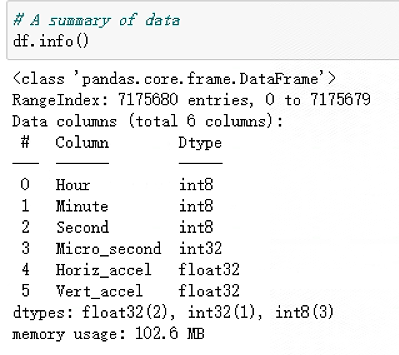 # A summary of data
df.info()
<class 'pandas.core.frame.DataFrame'>
RangeIndex: 7175680 entries, 0 to 7175679
Data columns (total 6 columns):
 #   Column        Dtype
---  ------        -----
 0   Hour          int8
 1   Minute        int8
 2   Second        int8
 3   Micro_second  int32
 4   Horiz_accel   float32
 5   Vert_accel    float32
dtypes: float32(2), int32(1), int8(3)
memory usage: 102.6 MB